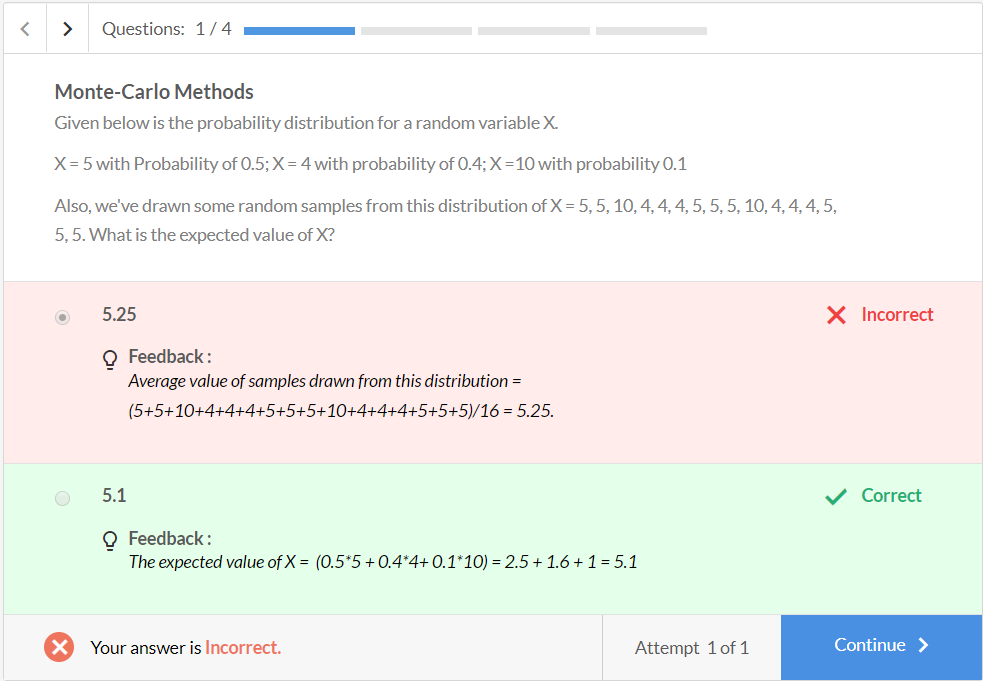 Questions: 1 / 4
Monte-Carlo Methods
Given below is the probability distribution for a random variable X.
X = 5 with Probability of 0.5; X = 4 with probability of 0.4; X =10 with probability 0.1
Also, we've drawn some random samples from this distribution of X = 5, 5, 10, 4, 4, 4, 5, 5, 5, 10, 4, 4, 4, 5,
5, 5. What is the expected value of X?
5.25
Incorrect
Feedback :
Average value of samples drawn from this distribution =
(5+5+10+4+4+4+5+5+5+10+4+4+4+5+5+5)/16 = 5.25.
5.1
Correct
Feedback :
The expected value of X = (0.5*5 + 0.4*4+ 0.1*10) = 2.5 + 1.6 + 1 = 5.1
Your answer is Incorrect.
Attempt 1 of 1
Continue